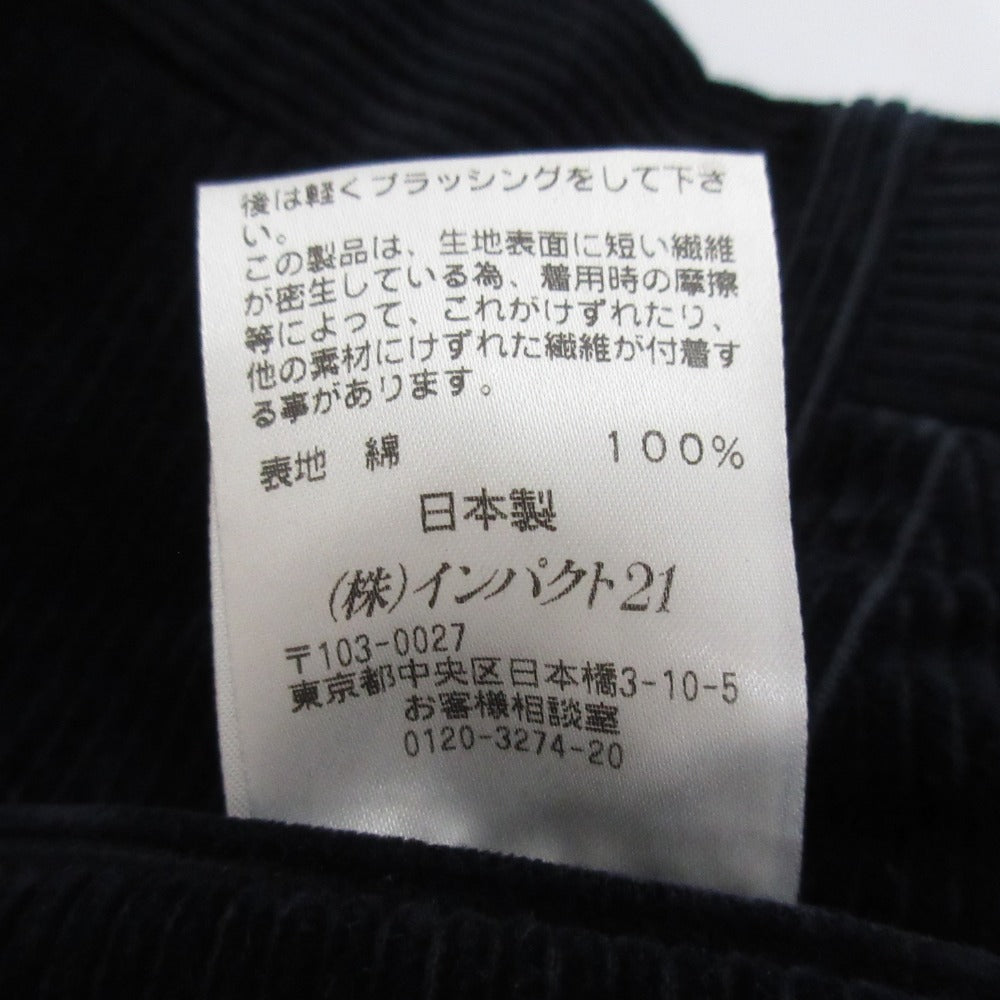 後は軽くブラッシングをして下さ
い。
この製品は、生地表面に短い繊維
が密生している為、着用時の摩擦
等によって、これがけずれたり、
他の素材にけずれた繊維が付着す
る事があります。
表地 綿 100%
日本製
(株)インパクト21
〒103-0027
東京都中央区日本橋3-10-5
お客様相談室
0120-3274-20